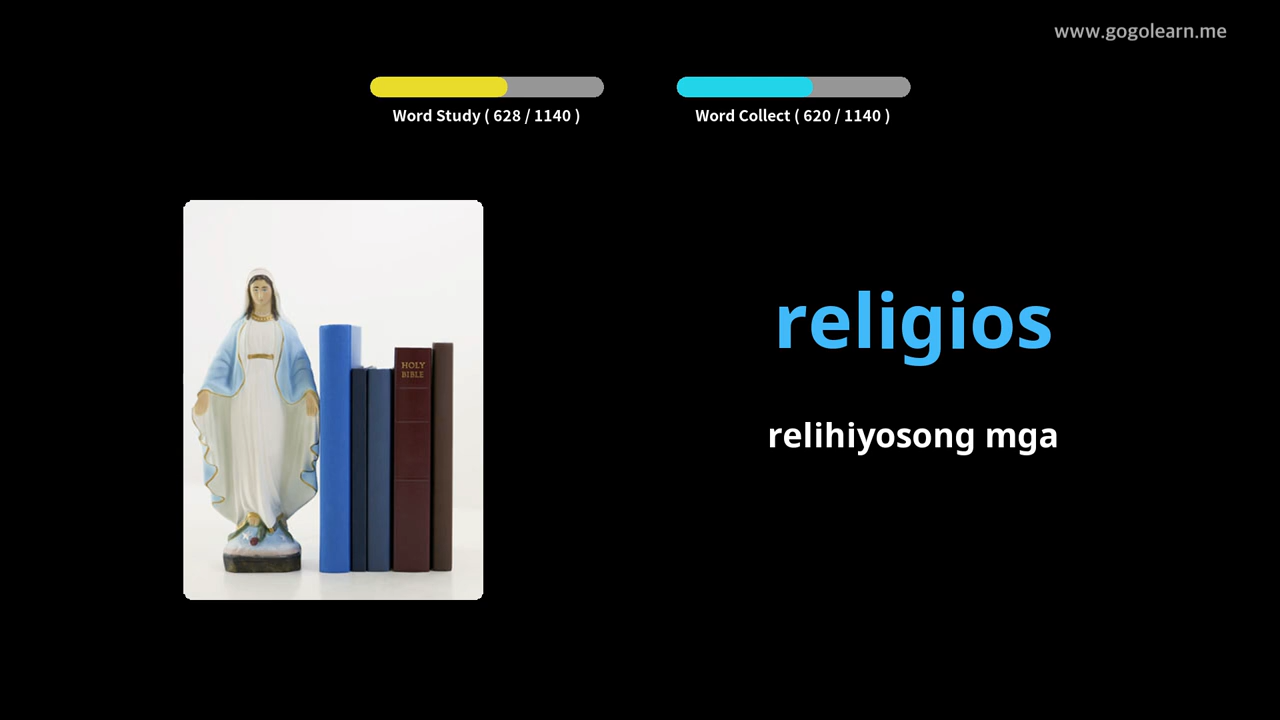 www.gogolearn.me
Word Study ( 628 / 1140 )
Word Collect ( 620 / 1140 )
HOLY
BIBLE
religios
relihiyosong mga